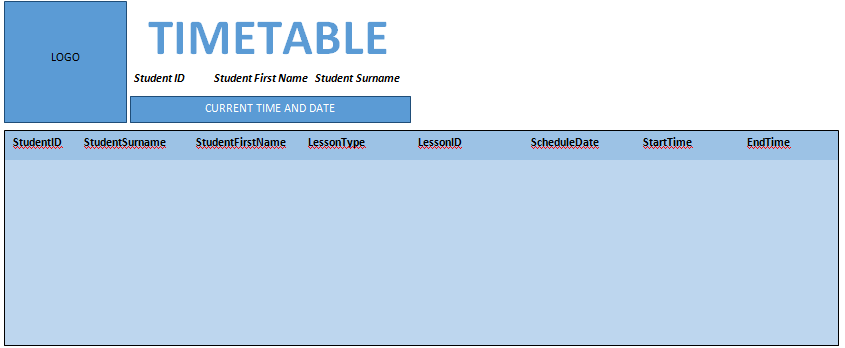 LOGO
TIMETABLE
Student ID Student First Name Student Surname
CURRENT TIME AND DATE
StudentID StudentSurname StudentFirstName LessonType LessonID ScheduleDate StartTime EndTime